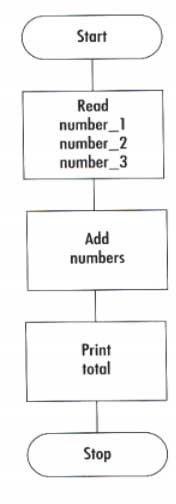 Start
Read
number_1
number_2
number_3
Add
numbers
Print
total
Stop